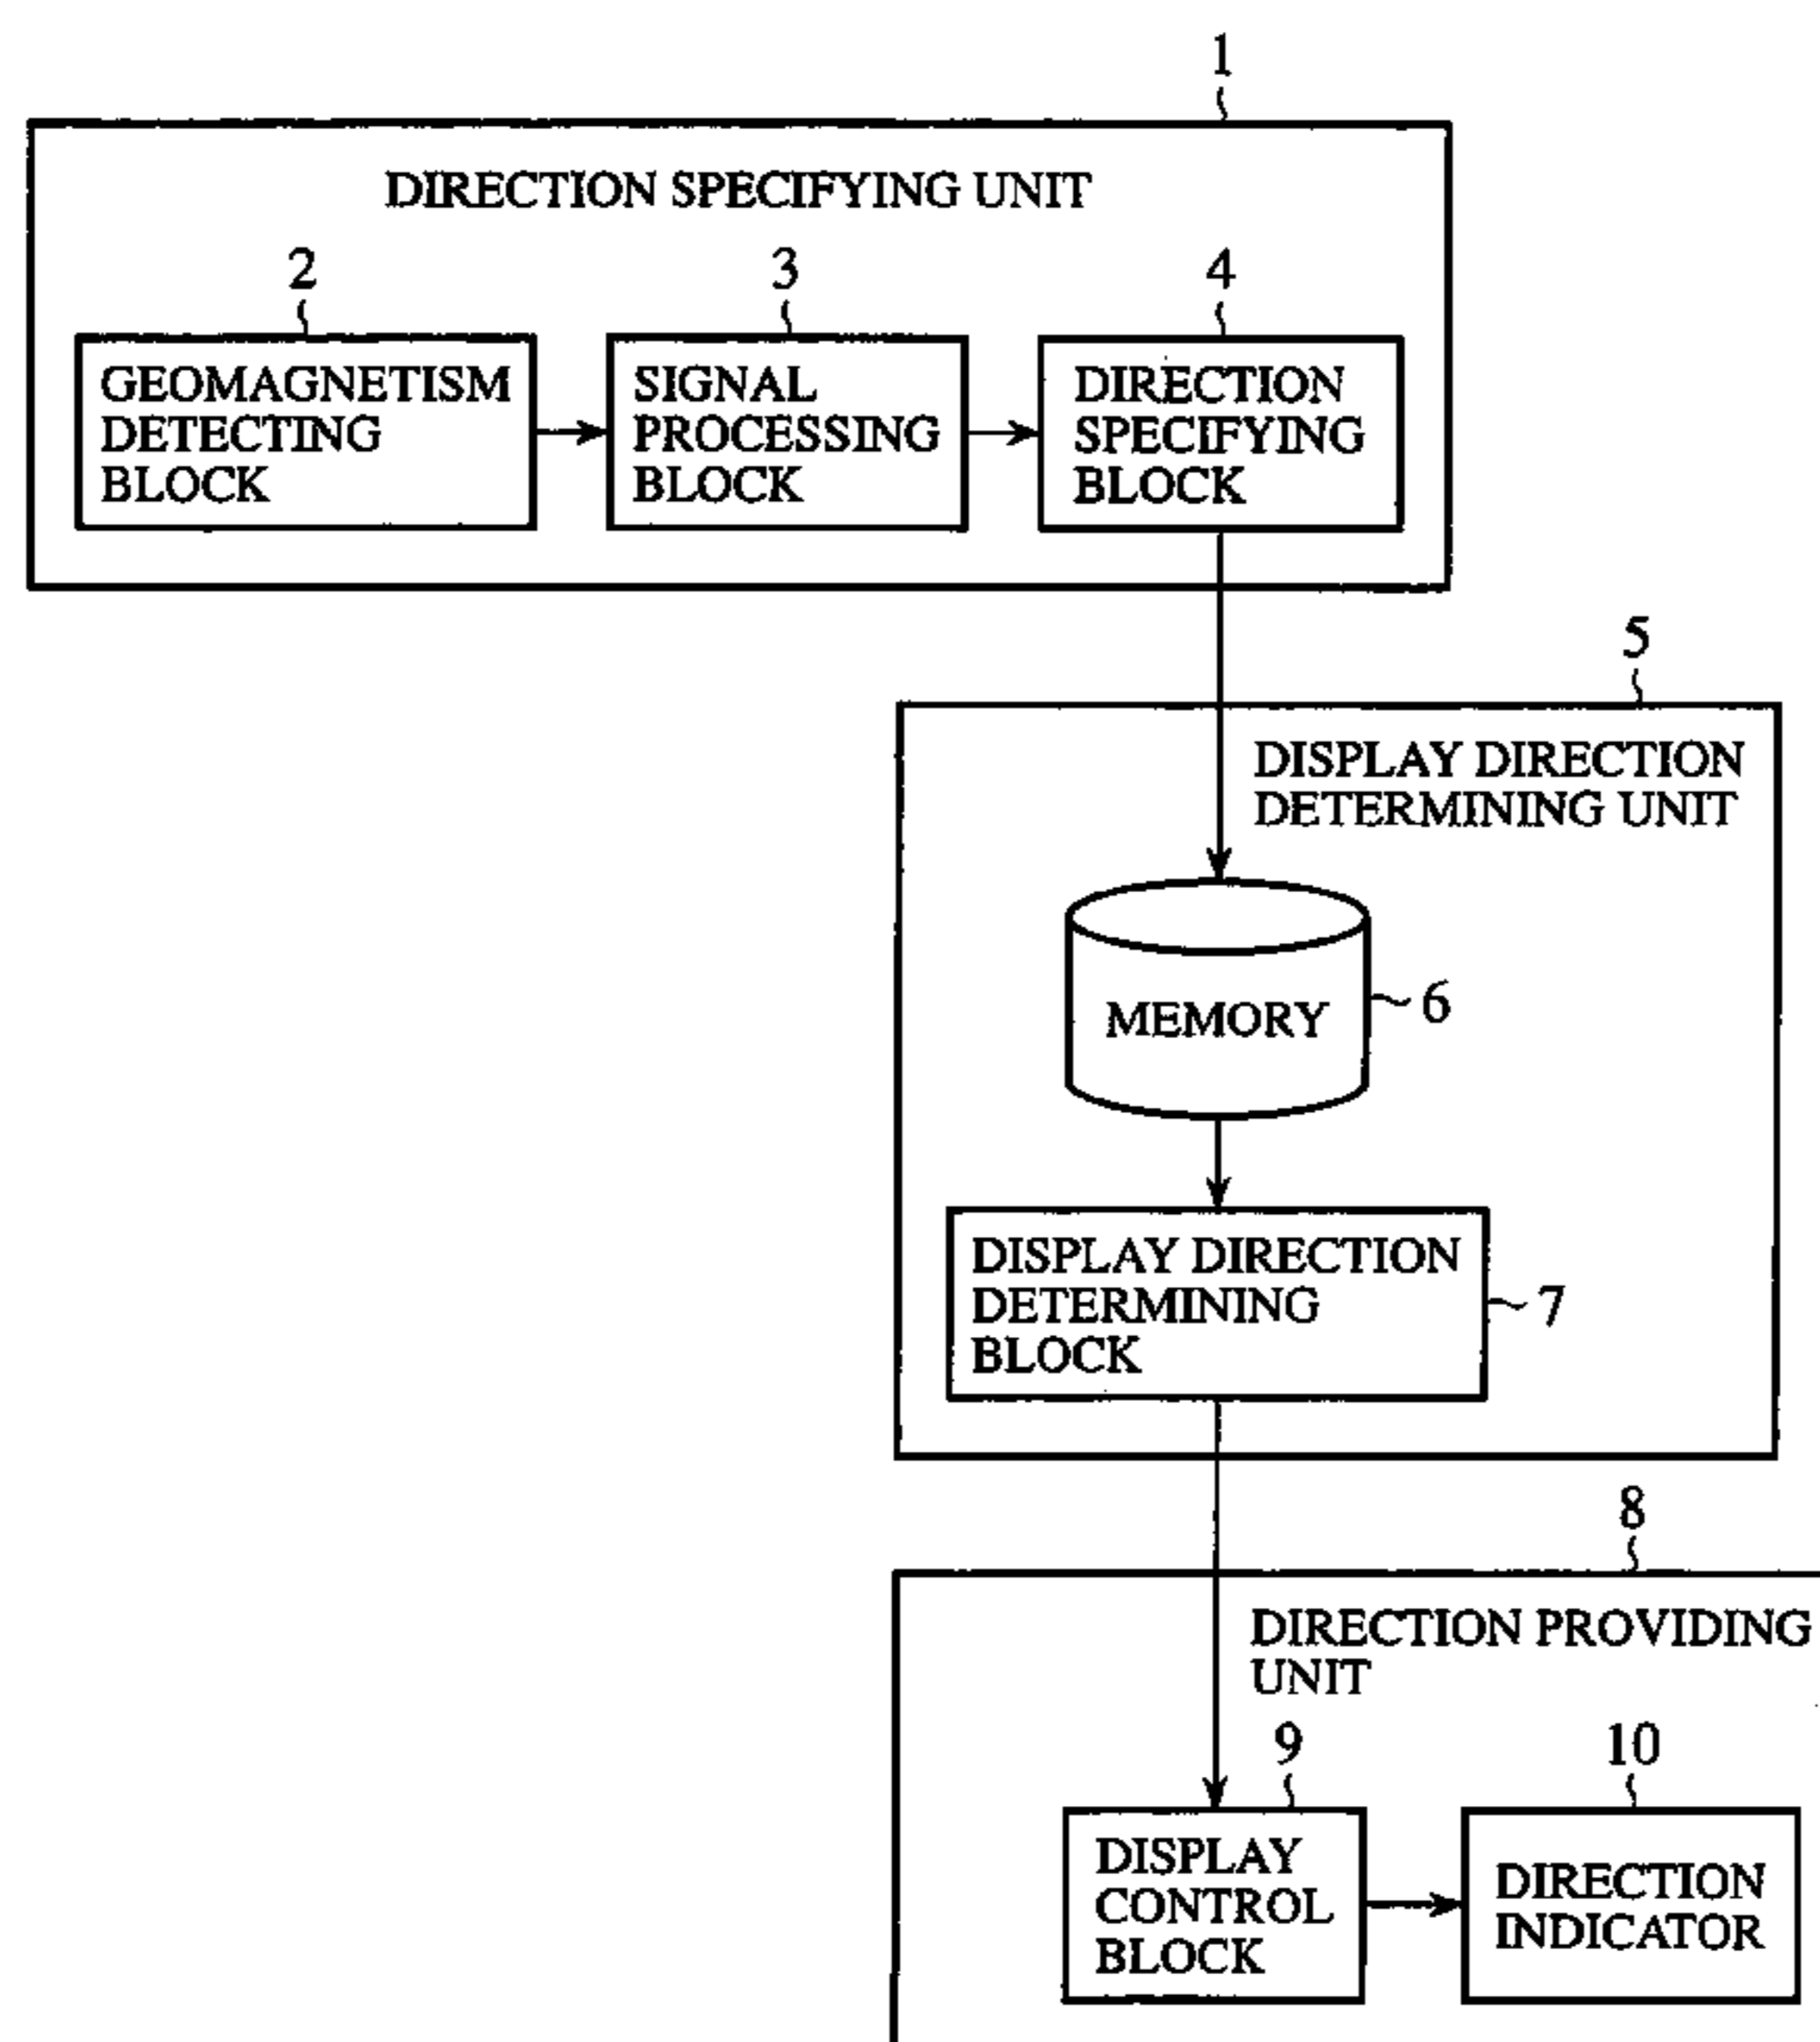 1
DIRECTION SPECIFYING UNIT
2
3
4
GEOMAGNETISM
DETECTING
BLOCK
SIGNAL
PROCESSING
BLOCK
DIRECTION
SPECIFYING
BLOCK
5
DISPLAY DIRECTION
DETERMINING UNIT
MEMORY
6
DISPLAY DIRECTION
DETERMINING
BLOCK
7
8
DIRECTION PROVIDING
UNIT
9
10
DISPLAY
CONTROL
BLOCK
DIRECTION
INDICATOR